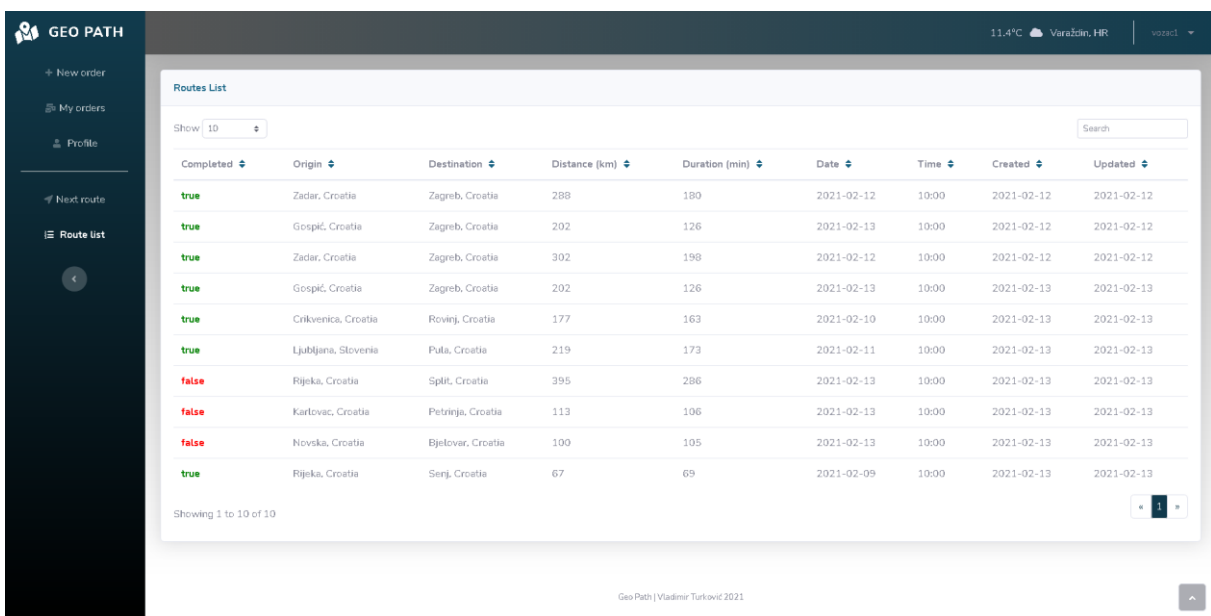 GEO PATH
11.4°C Varaždin, HR vozac1
+ New order
My orders
Profile
Next route
Route list
Routes List
Show 10 Search
Completed Origin Destination Distance (km) Duration (min) Date Time Created Updated
true Zadar, Croatia Zagreb, Croatia 288 180 2021-02-12 10:00 2021-02-12 2021-02-12
true Gospić, Croatia Zagreb, Croatia 202 126 2021-02-13 10:00 2021-02-12 2021-02-12
true Zadar, Croatia Zagreb, Croatia 302 198 2021-02-12 10:00 2021-02-12 2021-02-12
true Gospić, Croatia Zagreb, Croatia 202 126 2021-02-13 10:00 2021-02-13 2021-02-13
true Crikvenica, Croatia Rovinj, Croatia 177 163 2021-02-10 10:00 2021-02-13 2021-02-13
true Ljubljana, Slovenia Pula, Croatia 219 173 2021-02-11 10:00 2021-02-13 2021-02-13
false Rijeka, Croatia Split, Croatia 395 286 2021-02-13 10:00 2021-02-13 2021-02-13
false Karlovac, Croatia Petrinja, Croatia 113 106 2021-02-13 10:00 2021-02-13 2021-02-13
false Novska, Croatia Bjelovar, Croatia 100 105 2021-02-13 10:00 2021-02-13 2021-02-13
true Rijeka, Croatia Senj, Croatia 67 69 2021-02-09 10:00 2021-02-13 2021-02-13
Showing 1 to 10 of 10 « 1 »
Geo Path | Vladimir Turković 2021